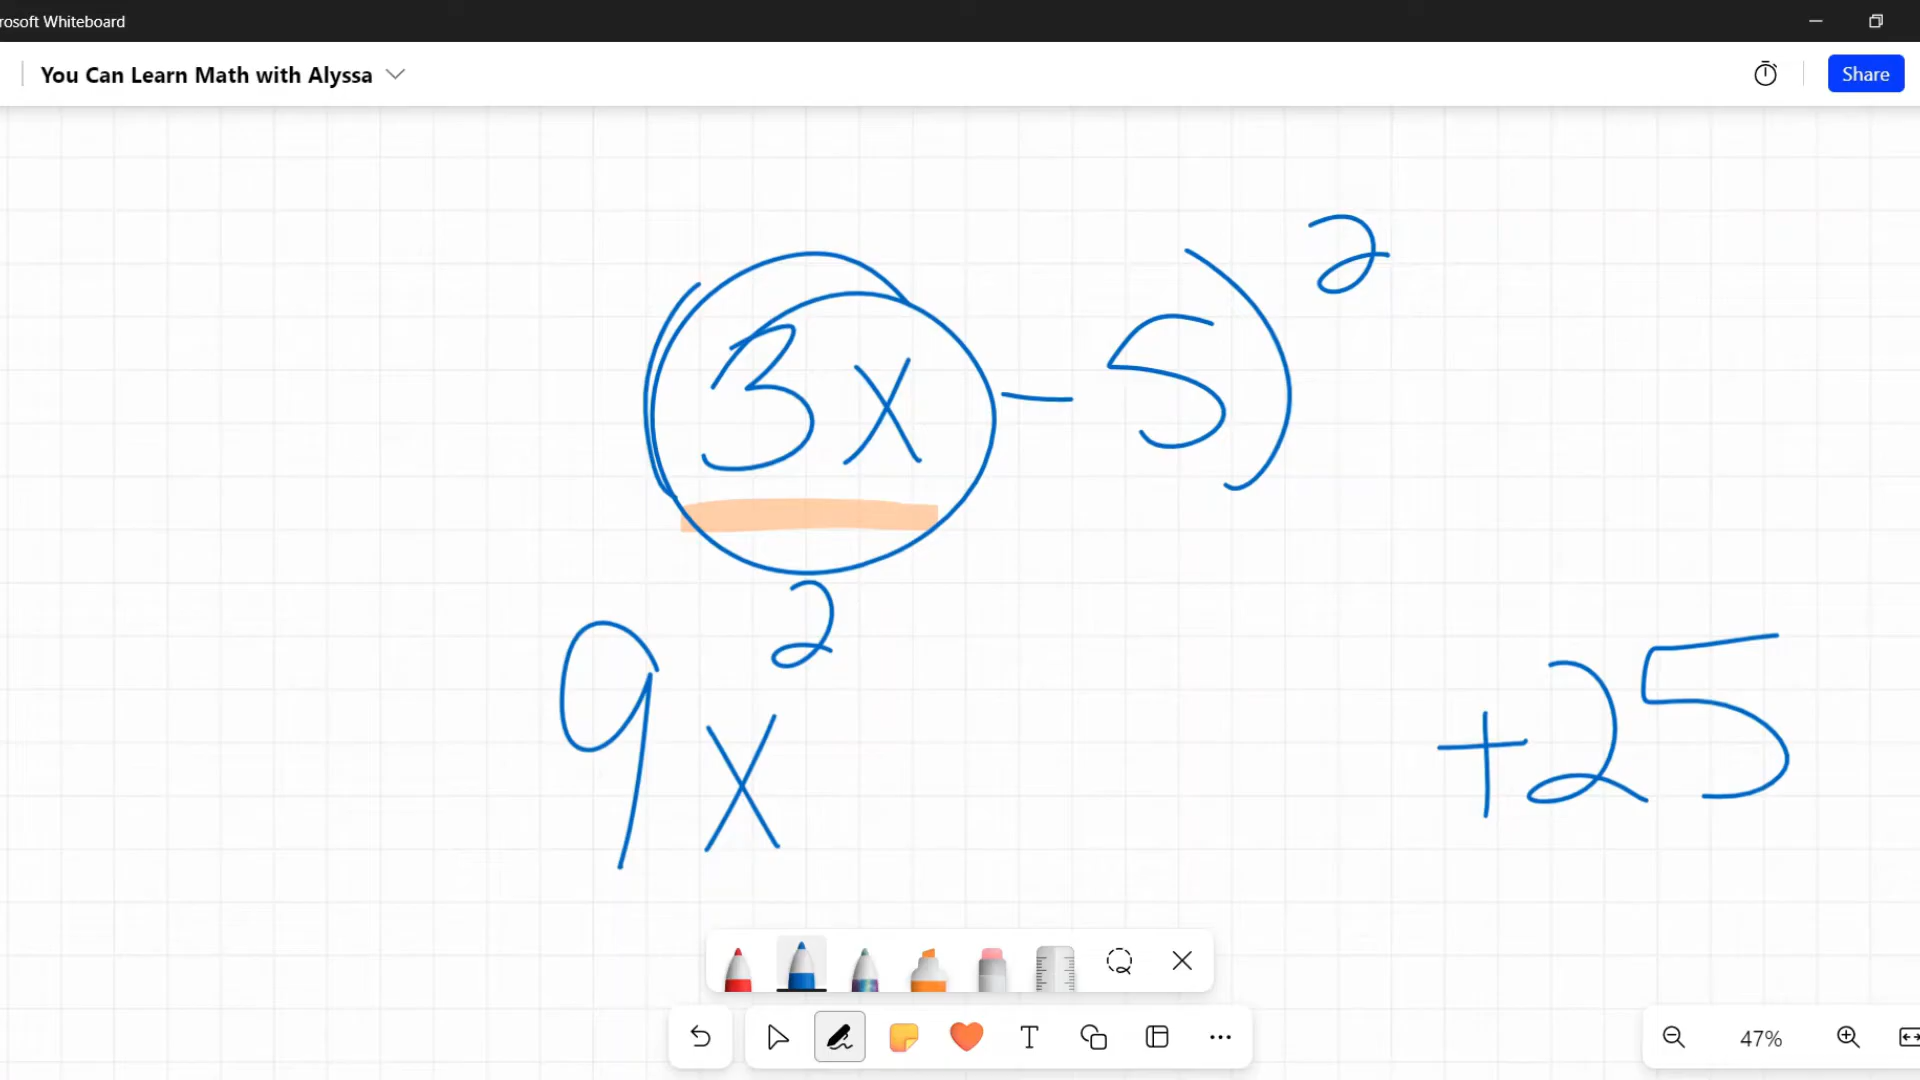 rosoft Whiteboard
You Can Learn Math with Alyssa
Share
(3x - 5)²
9x² + 25
T
47%